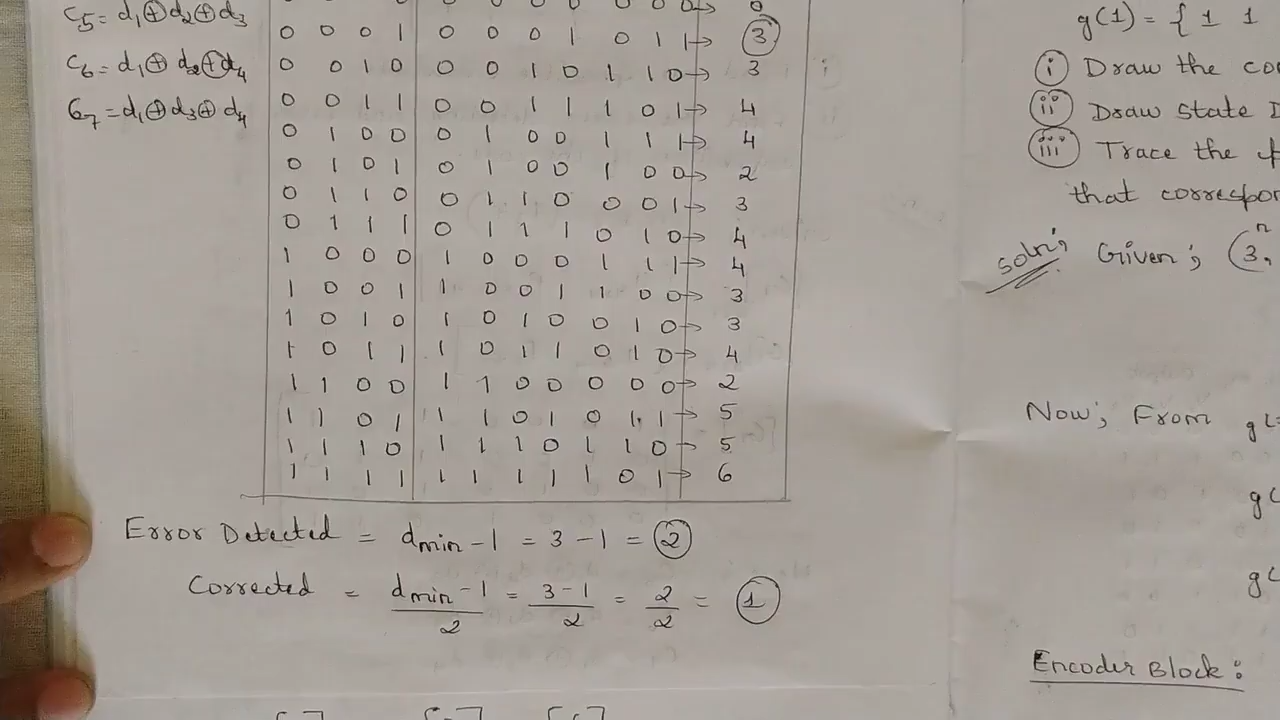 C5 = d1⊕d2⊕d3
C6 = d1⊕d2⊕d4
C7 = d1⊕d3⊕d4
0 0 0 1 0 0 0 1 0 1 1 → 3
0 0 1 0 0 0 1 0 1 1 0 → 3
0 0 1 1 0 0 1 1 1 0 1 → 4
0 1 0 0 0 1 0 0 1 1 1 → 4
0 1 0 1 0 1 0 0 1 0 0 → 2
0 1 1 0 0 1 1 0 0 0 1 → 3
0 1 1 1 0 1 1 1 0 1 0 → 4
1 0 0 0 1 0 0 0 1 1 1 → 4
1 0 0 1 1 0 0 1 1 0 0 → 3
1 0 1 0 1 0 1 0 0 1 0 → 3
1 0 1 1 1 0 1 1 0 1 0 → 4
1 1 0 0 1 1 0 0 0 0 0 → 2
1 1 0 1 1 1 0 1 0 1 1 → 5
1 1 1 0 1 1 1 0 1 1 0 → 5
1 1 1 1 1 1 1 1 1 0 1 → 6
Error Detected = dmin - 1 = 3 - 1 = 2
Corrected = dmin - 1 / 2 = 3 - 1 / 2 = 2 / 2 = 1
g(1) = { 1 1
i Draw the
ii Draw State
iii Trace the
that
Soln; Given; (3,
n
Now; From
Encoder Block: